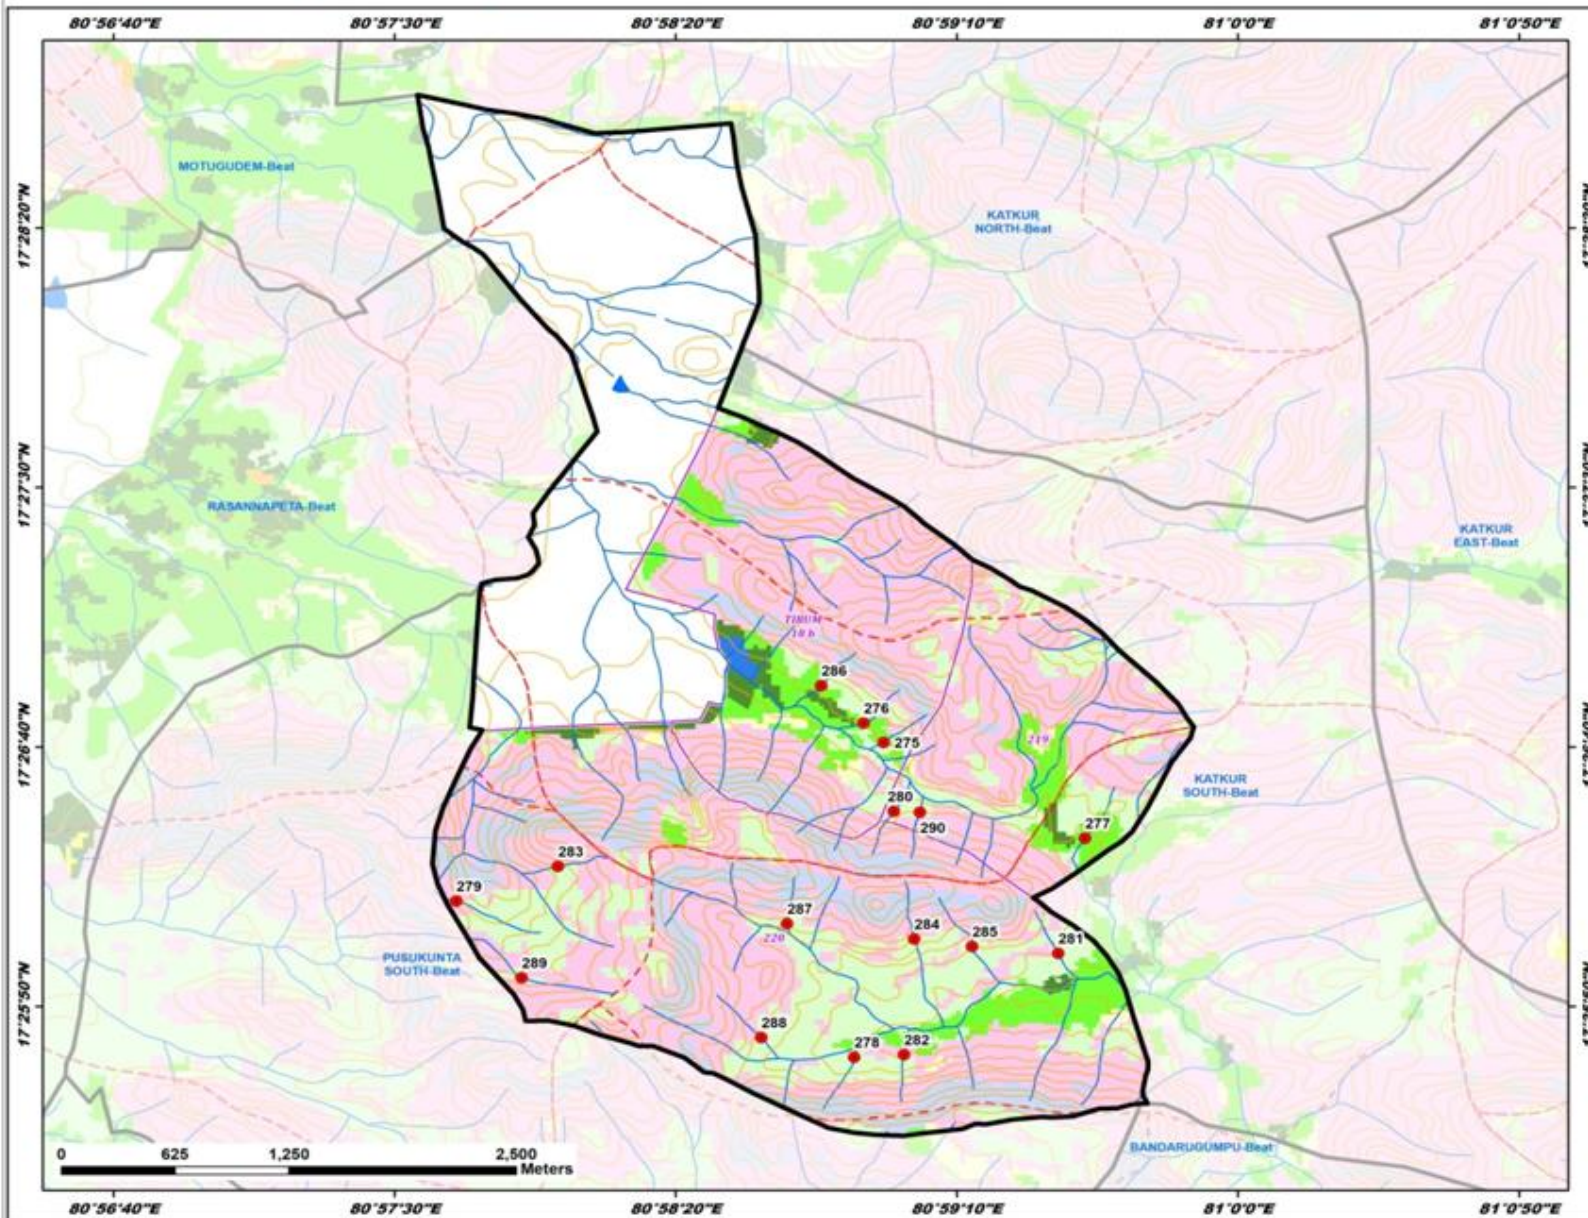 80°56'40"E 80°57'30"E 80°58'20"E 80°59'10"E 81°0'0"E 81°0'50"E
MOTUGUDEM-Beat
17°28'20"N
KATKUR
NORTH-Beat
17°27'30"N
RASANNAPETA-Beat
KATKUR
EAST-Beat
TIRUM
18 b
286
276
275
219
17°26'40"N
KATKUR
SOUTH-Beat
280
290
277
283
279
287
220
284
285
281
PUSUKUNTA
SOUTH-Beat
289
17°25'50"N
288
278
282
BANDARUGUMPU-Beat
0 625 1,250 2,500
Meters
80°56'40"E 80°57'30"E 80°58'20"E 80°59'10"E 81°0'0"E 81°0'50"E